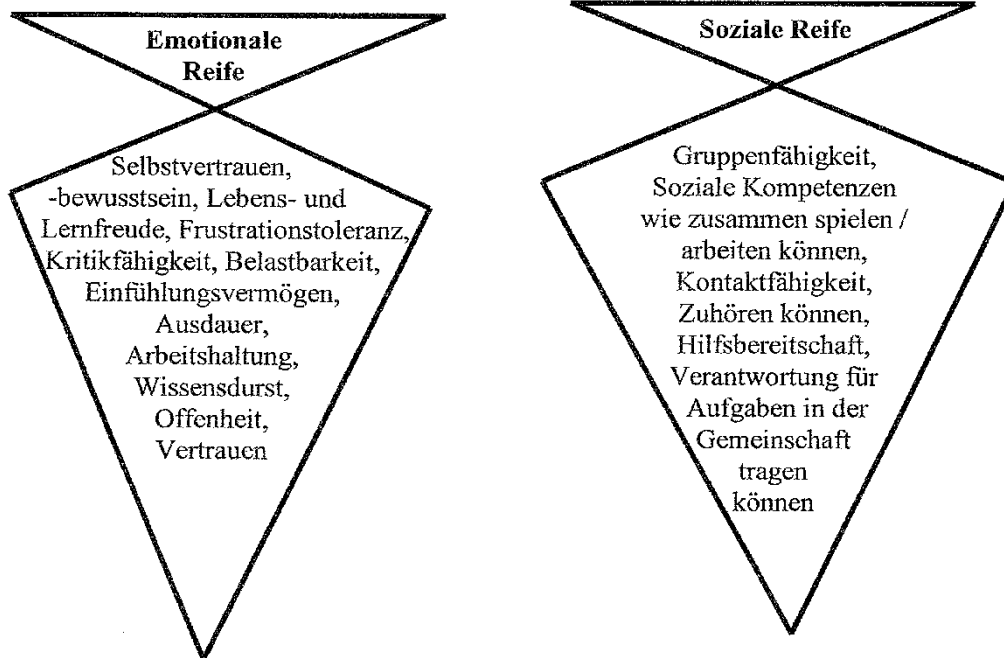 Emotionale
Reife
Selbstvertrauen,
-bewusstsein, Lebens- und
Lernfreude, Frustrationstoleranz,
Kritikfähigkeit, Belastbarkeit,
Einfühlungsvermögen,
Ausdauer,
Arbeitshaltung,
Wissensdurst,
Offenheit,
Vertrauen
Soziale Reife
Gruppenfähigkeit,
Soziale Kompetenzen
wie zusammen spielen /
arbeiten können,
Kontaktfähigkeit,
Zuhören können,
Hilfsbereitschaft,
Verantwortung für
Aufgaben in der
Gemeinschaft
tragen
können